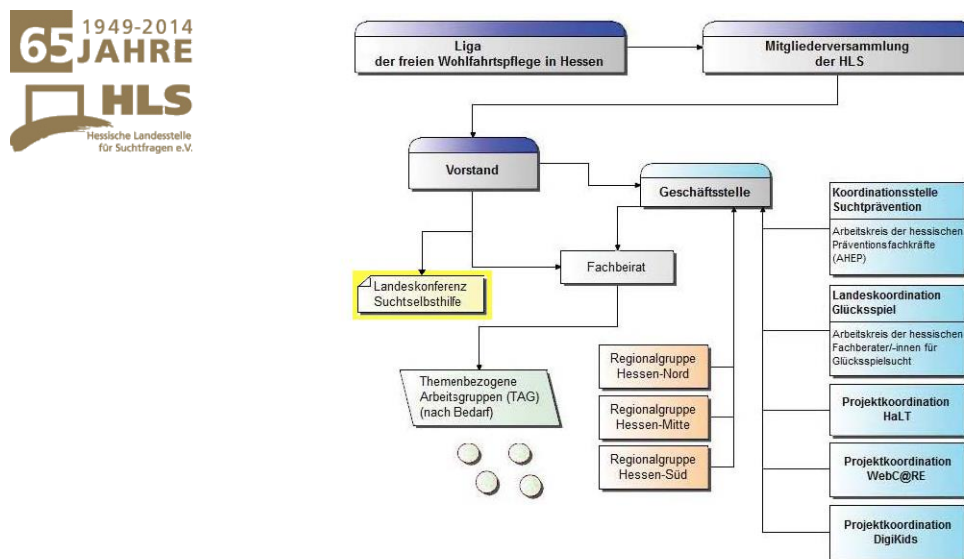 65
1949-2014
JAHRE
HLS
Hessische Landesstelle
für Suchtfragen e.V.
Liga
der freien Wohlfahrtspflege in Hessen
Mitgliederversammlung
der HLS
Vorstand
Geschäftsstelle
Landeskonferenz
Suchtselbsthilfe
Fachbeirat
Themenbezogene
Arbeitsgruppen (TAG)
(nach Bedarf)
Regionalgruppe
Hessen-Nord
Regionalgruppe
Hessen-Mitte
Regionalgruppe
Hessen-Süd
Koordinationsstelle
Suchtprävention
Arbeitskreis der hessischen
Präventionsfachkräfte
(AHEP)
Landeskoordination
Glücksspiel
Arbeitskreis der hessischen
Fachberater/-innen für
Glücksspielsucht
Projektkoordination
HaLT
Projektkoordination
WebC@RE
Projektkoordination
DigiKids